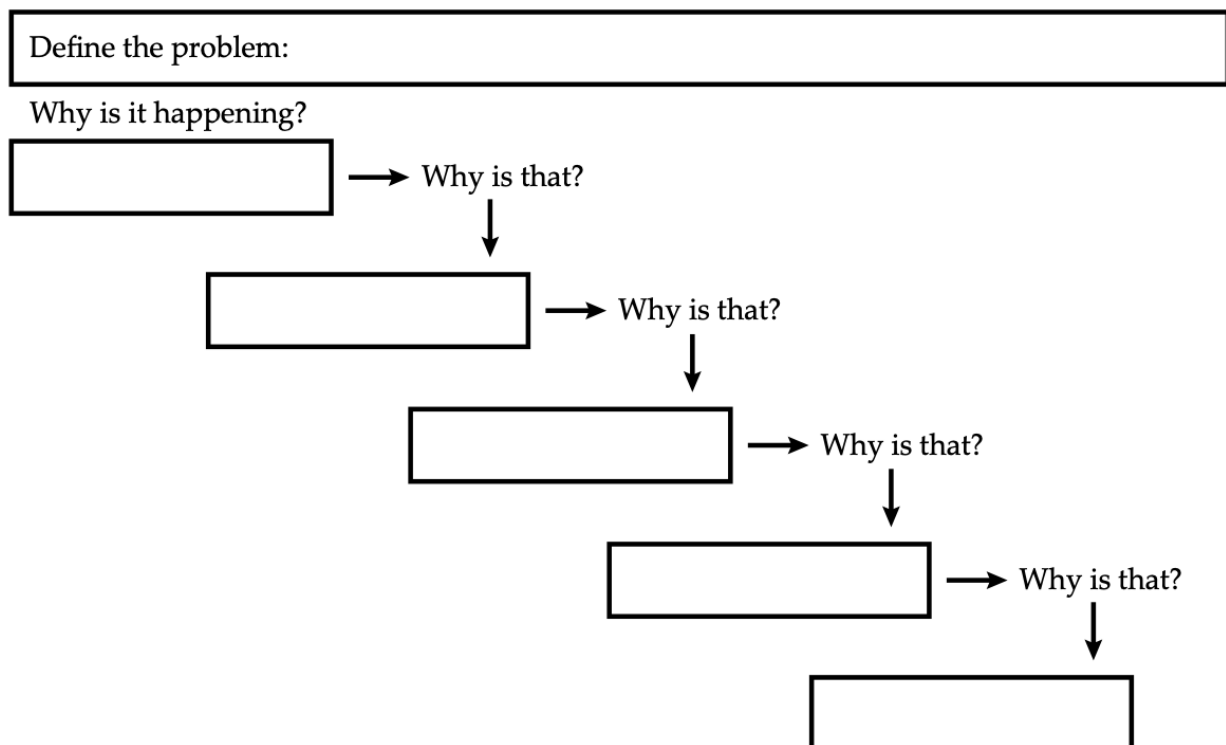 Define the problem:
Why is it happening?
Why is that?
Why is that?
Why is that?
Why is that?